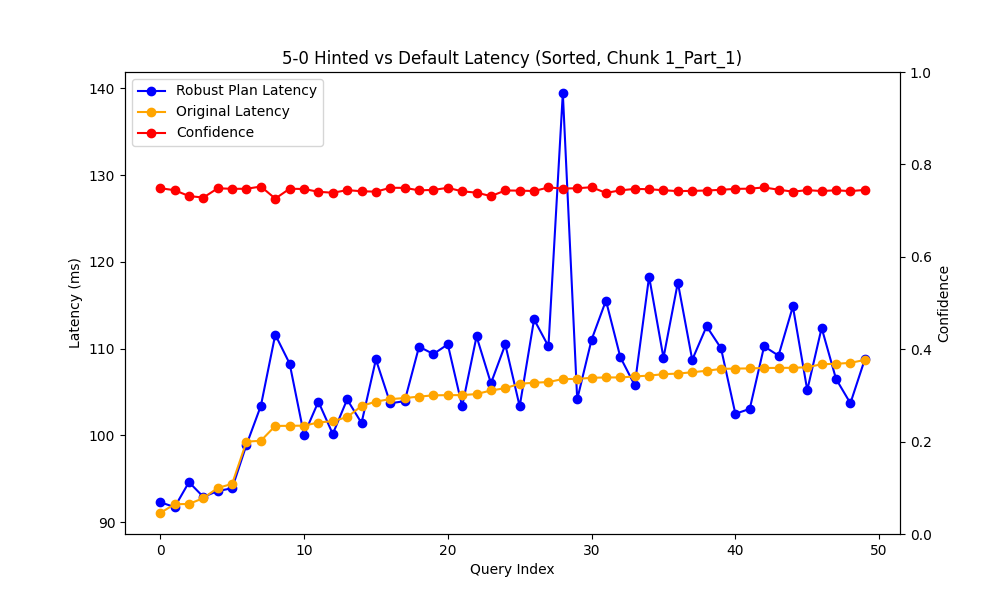 5-0 Hinted vs Default Latency (Sorted, Chunk 1_Part_1)
Robust Plan Latency
Original Latency
Confidence
Latency (ms)
140
130
120
110
100
90
1.0
0.8
0.6
0.4
0.2
0.0
Confidence
0 10 20 30 40 50
Query Index